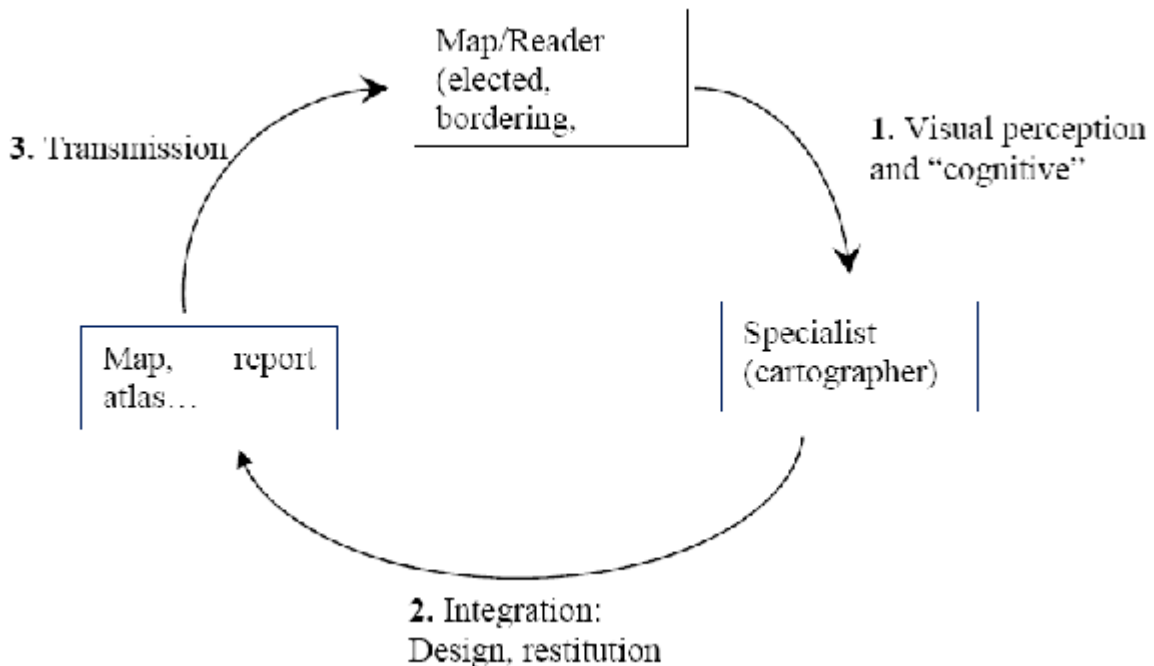 Map/Reader
(elected,
bordering,
1. Visual perception
and “cognitive”
Specialist
(cartographer)
2. Integration:
Design, restitution
Map, report
atlas…
3. Transmission